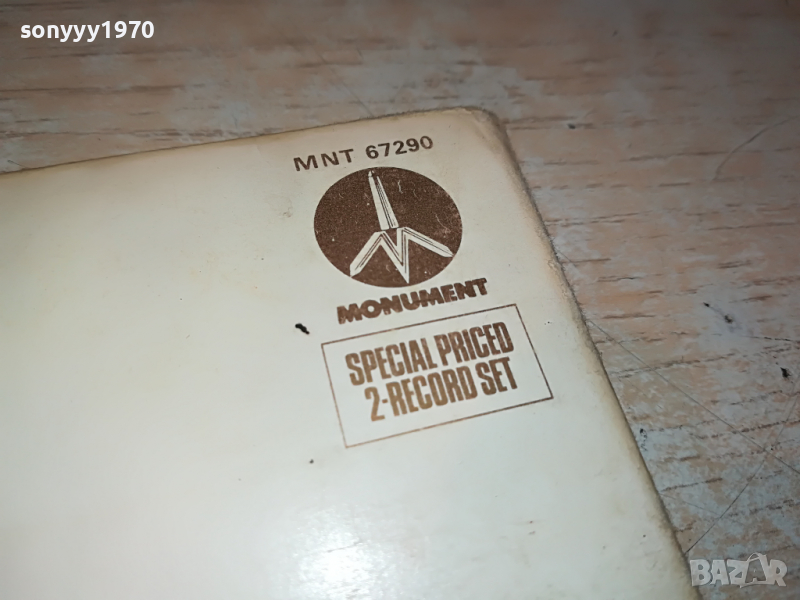 sonyyy1970
MNT 67290
MONUMENT
SPECIAL PRICED
2-RECORD SET
BAZAR